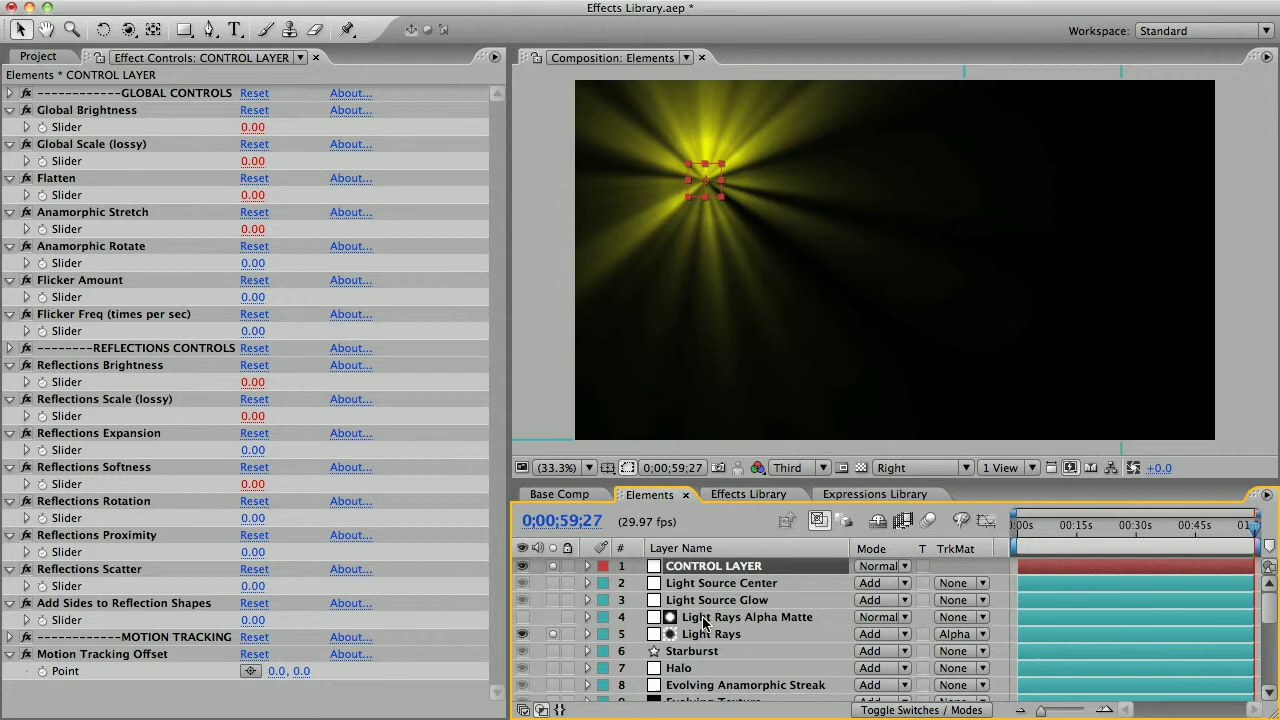 Effects Library.aep *
Workspace: Standard
Project
Effect Controls: CONTROL LAYER
Elements * CONTROL LAYER
------------GLOBAL CONTROLS Reset About...
Global Brightness Reset About...
Slider 0.00
Global Scale (lossy) Reset About...
Slider 0.00
Flatten Reset About...
Slider 0.00
Anamorphic Stretch Reset About...
Slider 0.00
Anamorphic Rotate Reset About...
Slider 0.00
Flicker Amount Reset About...
Slider 0.00
Flicker Freq (times per sec) Reset About...
Slider 0.00
--------REFLECTIONS CONTROLS Reset About...
Reflections Brightness Reset About...
Slider 0.00
Reflections Scale (lossy) Reset About...
Slider 0.00
Reflections Expansion Reset About...
Slider 0.00
Reflections Softness Reset About...
Slider 0.00
Reflections Rotation Reset About...
Slider 0.00
Reflections Proximity Reset About...
Slider 0.00
Reflections Scatter Reset About...
Slider 0.00
Add Sides to Reflection Shapes Reset About...
Slider 0.00
------------MOTION TRACKING Reset About...
Motion Tracking Offset Reset About...
Point 0.0, 0.0
Composition: Elements
(33.3%) 0;00;59;27 Third Right 1 View +0.0
Base Comp Elements Effects Library Expressions Library
0;00;59;27 (29.97 fps)
:00s 00:15s 00:30s 00:45s 01:
# Layer Name Mode T TrkMat
1 CONTROL LAYER Normal
2 Light Source Center Add None
3 Light Source Glow Add None
4 Light Rays Alpha Matte Normal None
5 Light Rays Add Alpha
6 Starburst Add None
7 Halo Add None
8 Evolving Anamorphic Streak Add None
Toggle Switches / Modes